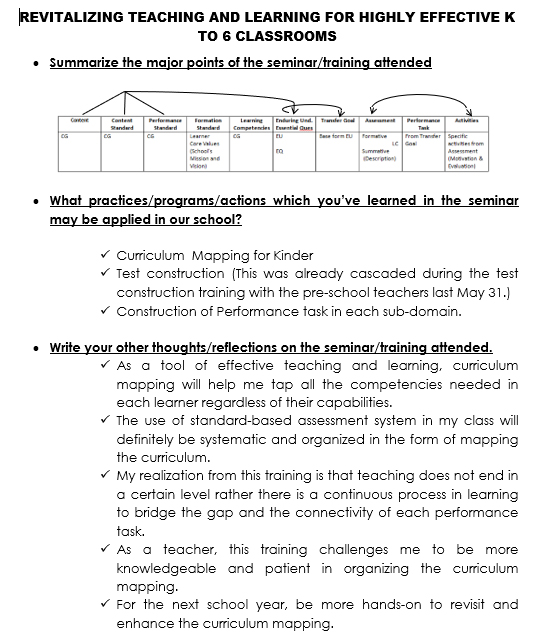 REVITALIZING TEACHING AND LEARNING FOR HIGHLY EFFECTIVE K
TO 6 CLASSROOMS
• Summarize the major points of the seminar/training attended
Content | Content Standard | Performance Standard | Formation Standard | Learning Competencies | Enduring Und. Essential Ques | Transfer Goal | Assessment | Performance Task | Activities
CG | CG | CG | Learner Core Values (School's Mission and Vision) | CG | EU EQ | Base form EU | Formative LC Summative (Description) | From Transfer Goal | Specific activities from Assessment (Motivation & Evaluation)
• What practices/programs/actions which you've learned in the seminar
may be applied in our school?
✓ Curriculum Mapping for Kinder
✓ Test construction (This was already cascaded during the test
construction training with the pre-school teachers last May 31.)
✓ Construction of Performance task in each sub-domain.
• Write your other thoughts/reflections on the seminar/training attended.
✓ As a tool of effective teaching and learning, curriculum
mapping will help me tap all the competencies needed in
each learner regardless of their capabilities.
✓ The use of standard-based assessment system in my class will
definitely be systematic and organized in the form of mapping
the curriculum.
✓ My realization from this training is that teaching does not end in
a certain level rather there is a continuous process in learning
to bridge the gap and the connectivity of each performance
task.
✓ As a teacher, this training challenges me to be more
knowledgeable and patient in organizing the curriculum
mapping.
✓ For the next school year, be more hands-on to revisit and
enhance the curriculum mapping.